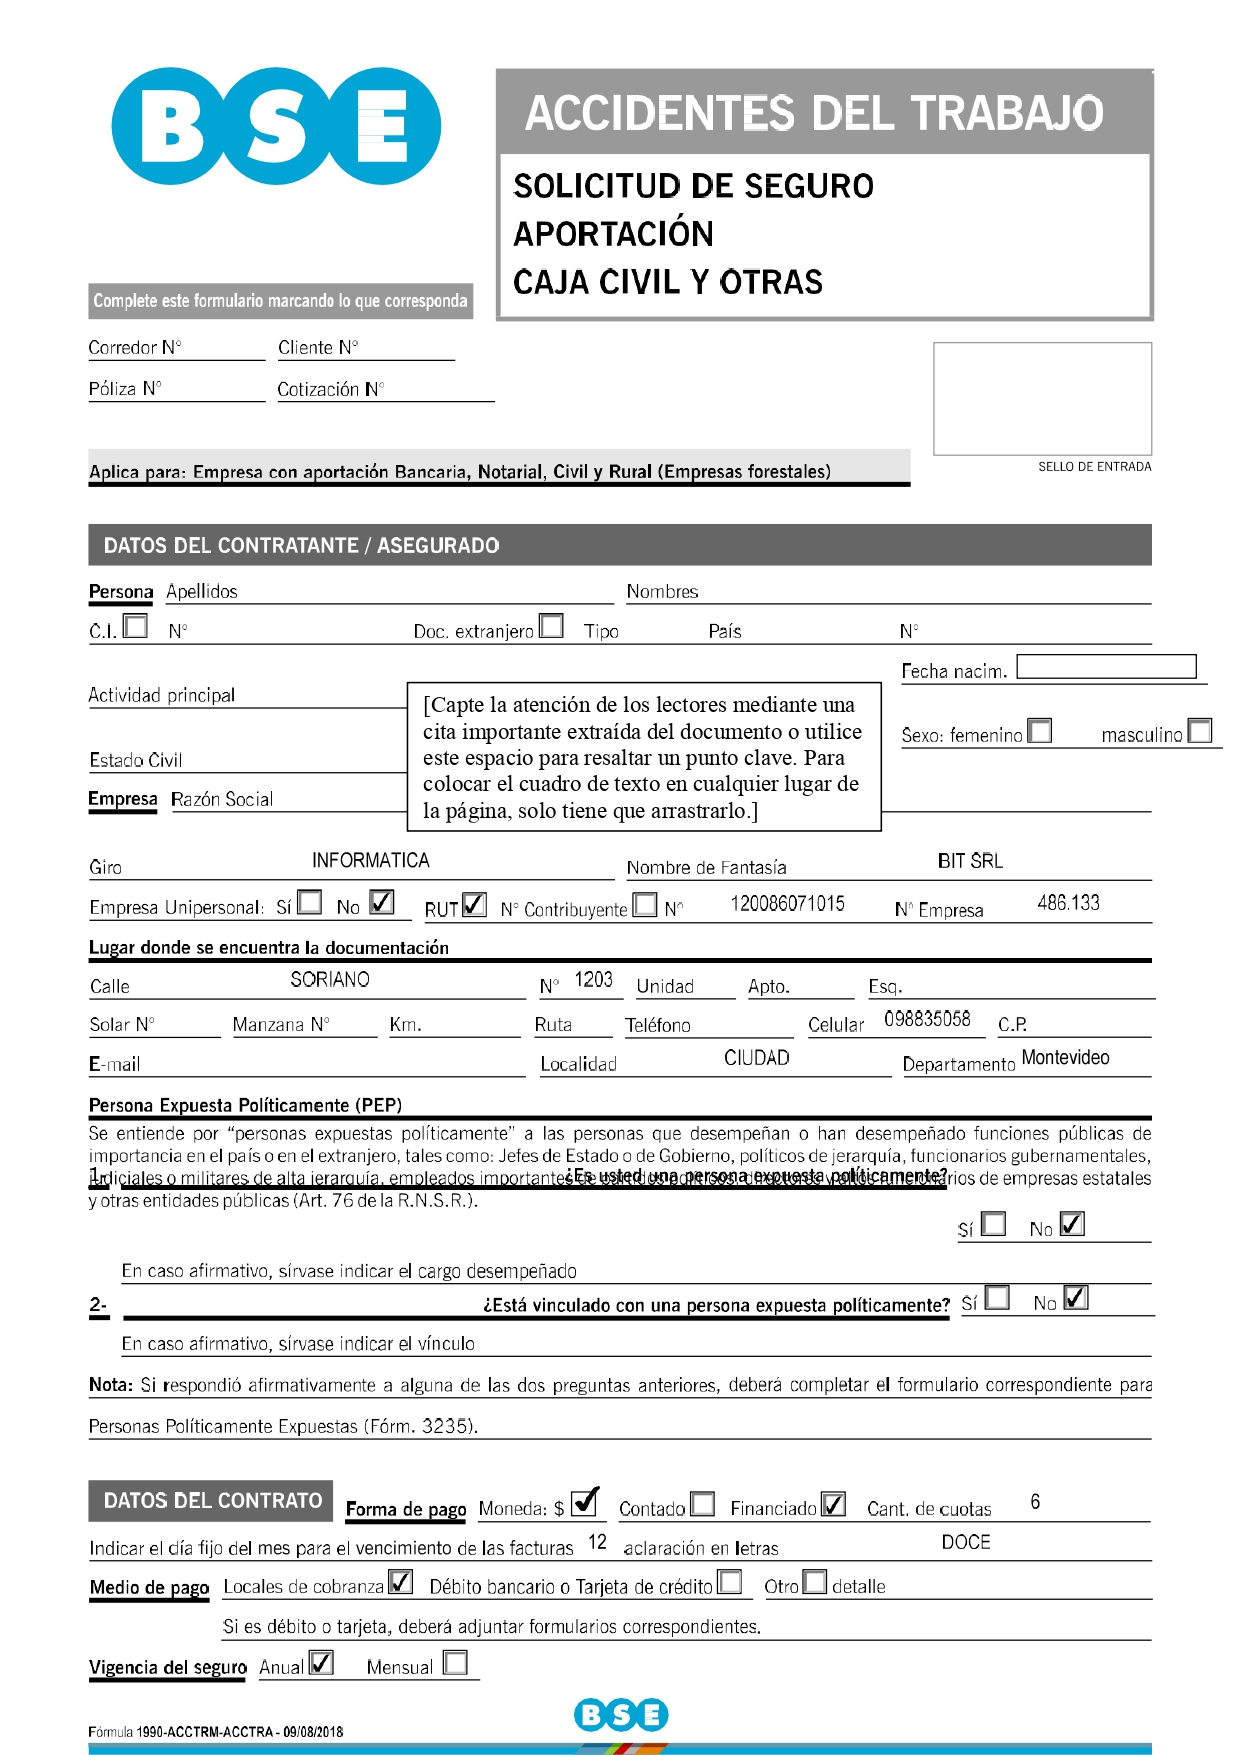 BSE
ACCIDENTES DEL TRABAJO
SOLICITUD DE SEGURO
APORTACIÓN
CAJA CIVIL Y OTRAS
Complete este formulario marcando lo que corresponda
Corredor N° Cliente N°
Póliza N° Cotización N°
SELLO DE ENTRADA
Aplica para: Empresa con aportación Bancaria, Notarial, Civil y Rural (Empresas forestales)
DATOS DEL CONTRATANTE / ASEGURADO
Persona Apellidos Nombres
C.I. N° Doc. extranjero Tipo País N°
Fecha nacim.
Actividad principal
Sexo: femenino masculino
Estado Civil
[Capte la atención de los lectores mediante una
cita importante extraída del documento o utilice
este espacio para resaltar un punto clave. Para
colocar el cuadro de texto en cualquier lugar de
la página, solo tiene que arrastrarlo.]
Empresa Razón Social
Giro INFORMATICA Nombre de Fantasía BIT SRL
Empresa Unipersonal: Sí No ✓ RUT ✓ N° Contribuyente N° 120086071015 N° Empresa 486.133
Lugar donde se encuentra la documentación
Calle SORIANO N° 1203 Unidad Apto. Esq.
Solar N° Manzana N° Km. Ruta Teléfono Celular 098835058 C.P.
E-mail Localidad CIUDAD Departamento Montevideo
Persona Expuesta Políticamente (PEP)
Se entiende por “personas expuestas políticamente” a las personas que desempeñan o han desempeñado funciones públicas de
importancia en el país o en el extranjero, tales como: Jefes de Estado o de Gobierno, políticos de jerarquía, funcionarios gubernamentales,
judiciales o militares de alta jerarquía, empleados importantes de partidos políticos, directores y altos funcionarios de empresas estatales
y otras entidades públicas (Art. 76 de la R.N.S.R.).
1- ¿Es usted una persona expuesta políticamente?
Sí No ✓
En caso afirmativo, sírvase indicar el cargo desempeñado
2- ¿Está vinculado con una persona expuesta políticamente? Sí No ✓
En caso afirmativo, sírvase indicar el vínculo
Nota: Si respondió afirmativamente a alguna de las dos preguntas anteriores, deberá completar el formulario correspondiente para
Personas Políticamente Expuestas (Fórm. 3235).
DATOS DEL CONTRATO Forma de pago Moneda: $ ✓ Contado Financiado ✓ Cant. de cuotas 6
Indicar el día fijo del mes para el vencimiento de las facturas 12 aclaración en letras DOCE
Medio de pago Locales de cobranza ✓ Débito bancario o Tarjeta de crédito Otro detalle
Si es débito o tarjeta, deberá adjuntar formularios correspondientes.
Vigencia del seguro Anual ✓ Mensual
BSE
Fórmula 1990-ACCTRM-ACCTRA - 09/08/2018